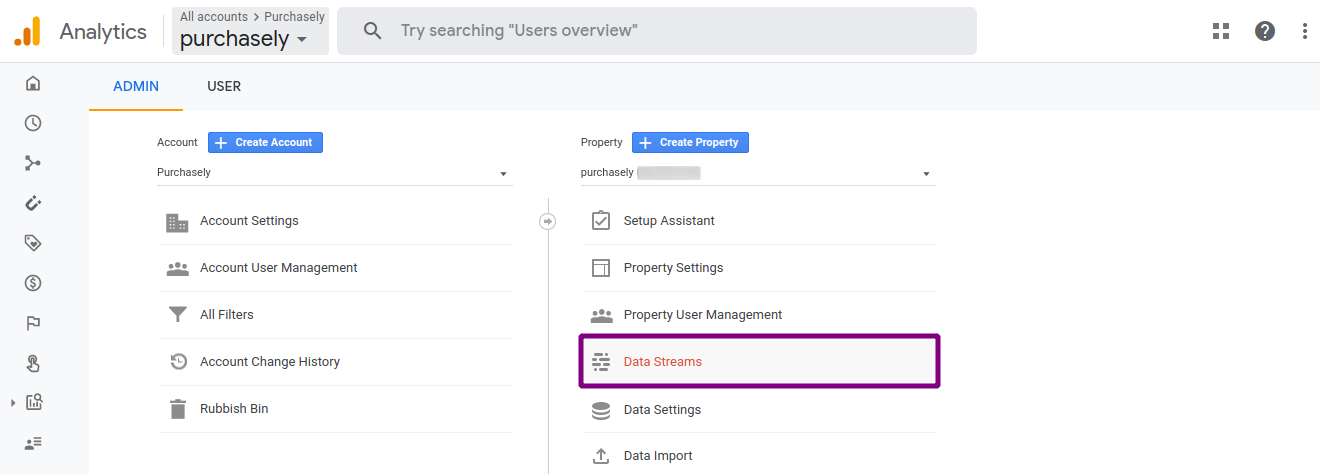 Analytics
All accounts > Purchasely
purchasely
Try searching "Users overview"
ADMIN
USER
Account
Create Account
Purchasely
Account Settings
Account User Management
All Filters
Account Change History
Rubbish Bin
Property
Create Property
purchasely (
Setup Assistant
Property Settings
Property User Management
Data Streams
Data Settings
Data Import